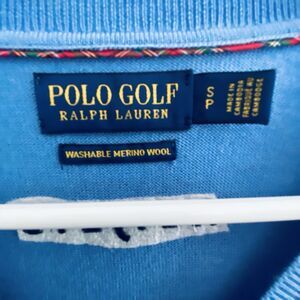 POLO GOLF
RALPH LAUREN
WASHABLE MERINO WOOL
S
P
MADE IN
CAMBODIA
FABRIQUÉ AU
CAMBODGE